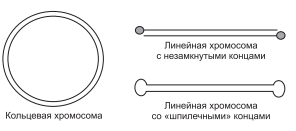 Линейная хромосома
с незамкнутыми концами
Линейная хромосома
со «шпилечными» концами
Кольцевая хромосома